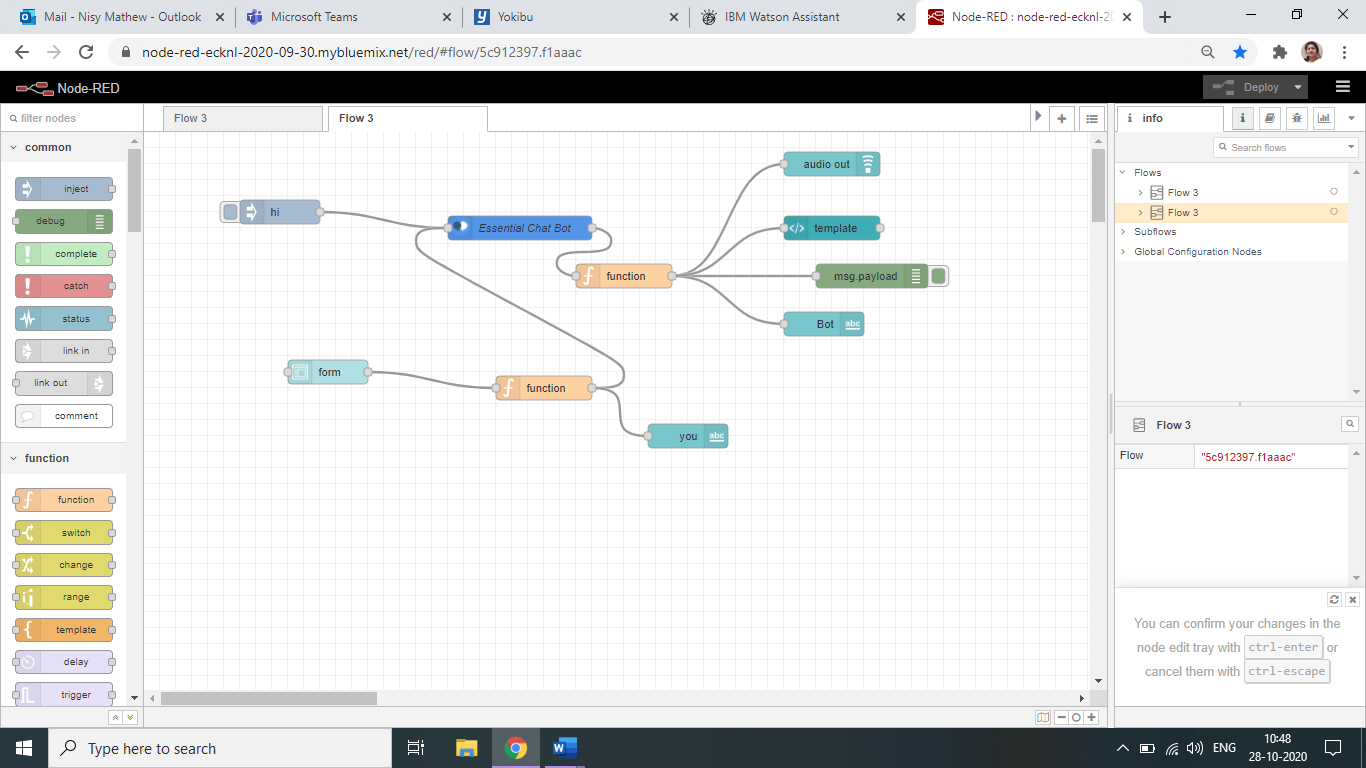 Mail - Nisy Mathew - Outlook
Microsoft Teams
Yokibu
IBM Watson Assistant
Node-RED : node-red-ecknl-20
node-red-ecknl-2020-09-30.mybluemix.net/red/#flow/5c912397.f1aaac
Node-RED
Deploy
filter nodes
Flow 3
Flow 3
info
common
Search flows
inject
debug
complete
catch
status
link in
link out
comment
function
function
switch
change
range
template
delay
trigger
hi
Essential Chat Bot
function
audio out
template
msg.payload
Bot
abc
form
function
you
abc
Flows
Flow 3
Flow 3
Subflows
Global Configuration Nodes
Flow 3
Flow "5c912397.f1aaac"
You can confirm your changes in the
node edit tray with ctrl-enter or
cancel them with ctrl-escape
Type here to search
ENG
10:48
28-10-2020